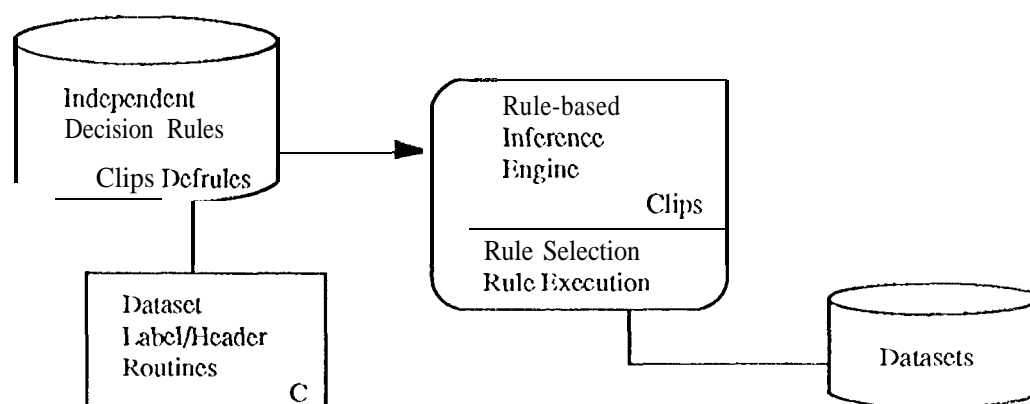 Independent
Decision Rules
Clips Defrules
Rule-based
Inference
Engine
Clips
Rule Selection
Rule Execution
Dataset
Label/Header
Routines
C
Datasets